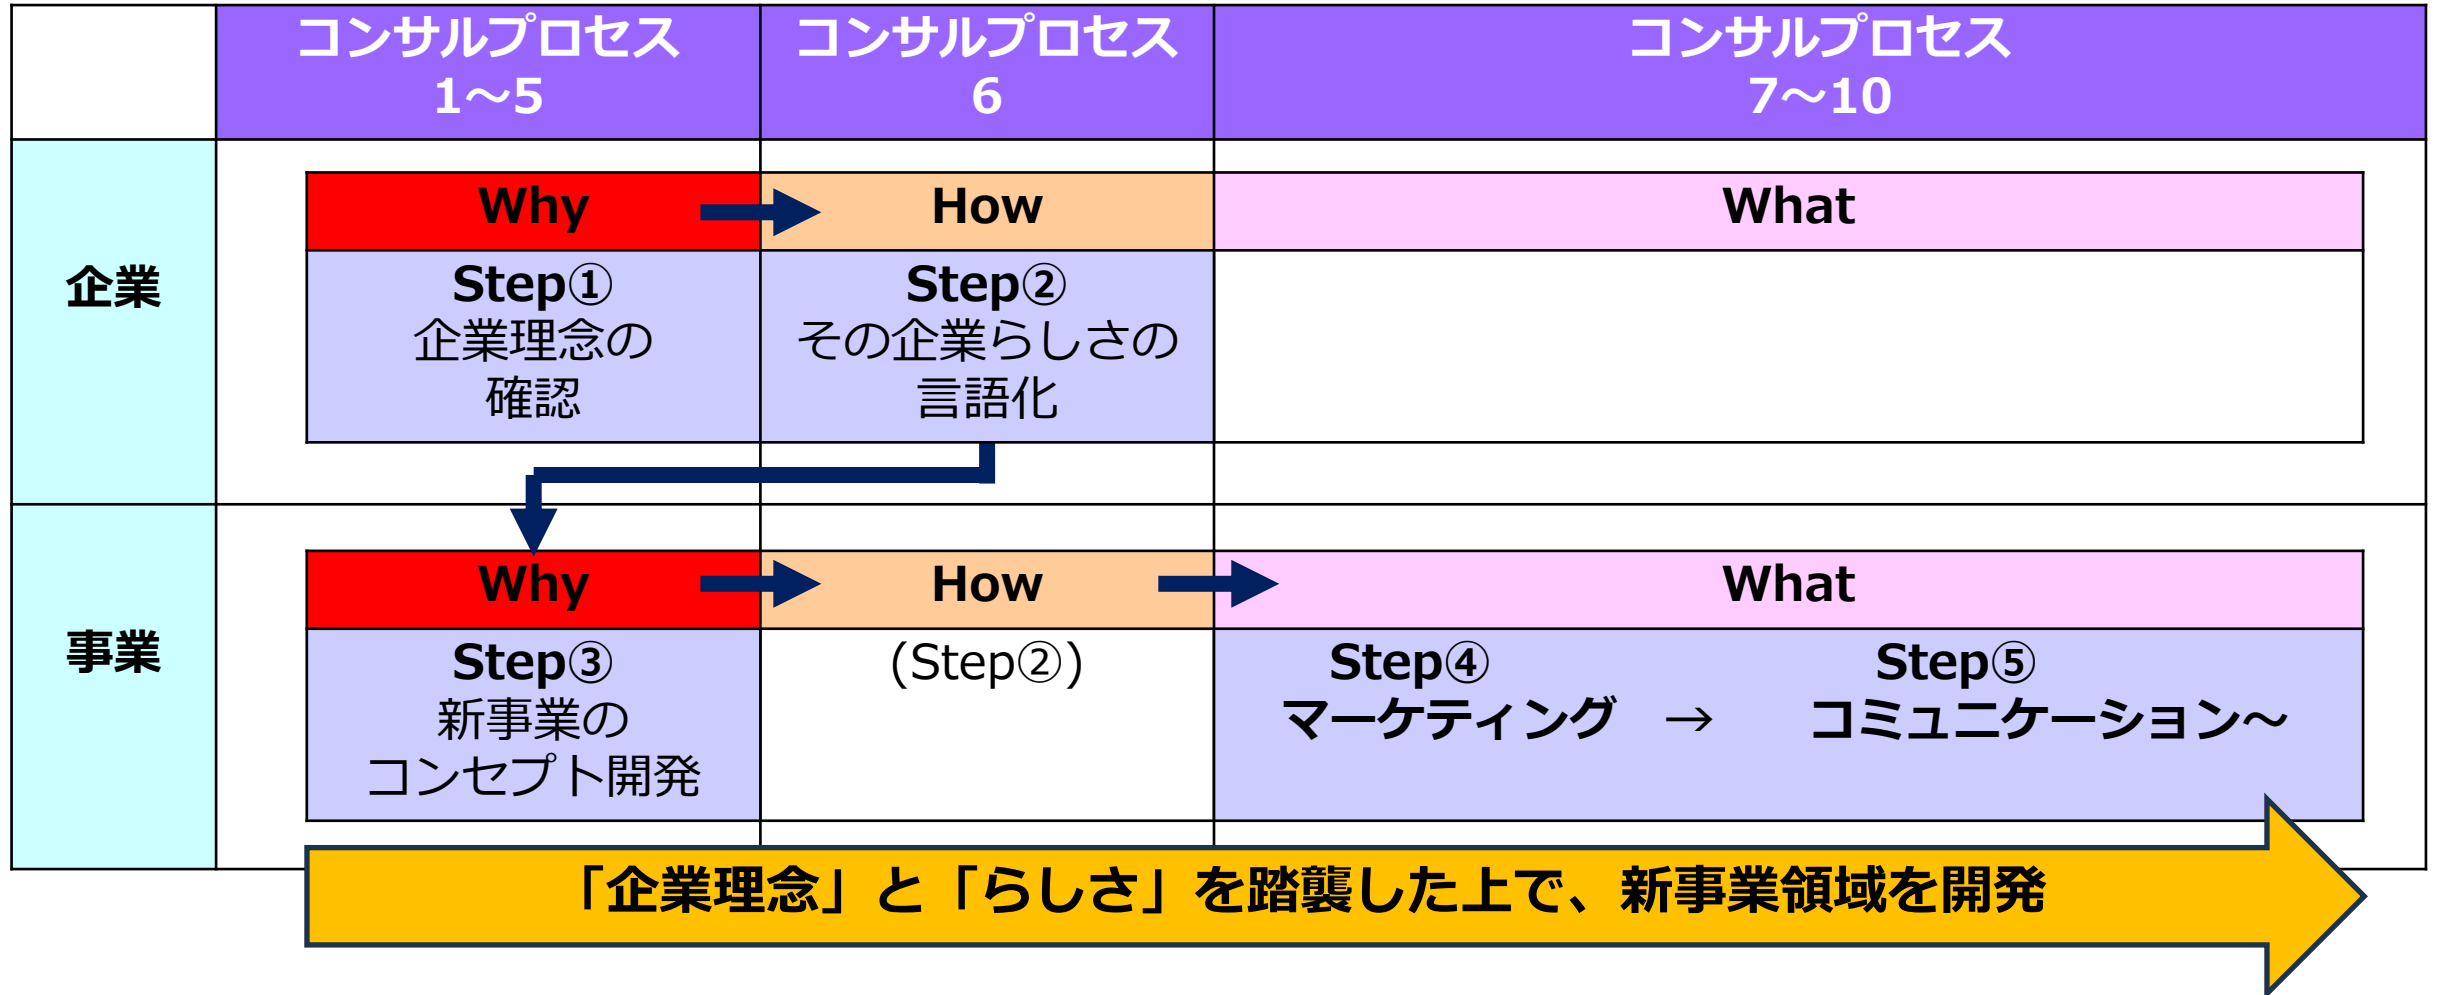 コンサルプロセス
1～5
コンサルプロセス
6
コンサルプロセス
7～10
企業
Why
How
What
Step①
企業理念の
確認
Step②
その企業らしさの
言語化
事業
Why
How
What
Step③
新事業の
コンセプト開発
(Step②)
Step④ Step⑤
マーケティング → コミュニケーション～
「企業理念」と「らしさ」を踏襲した上で、新事業領域を開発